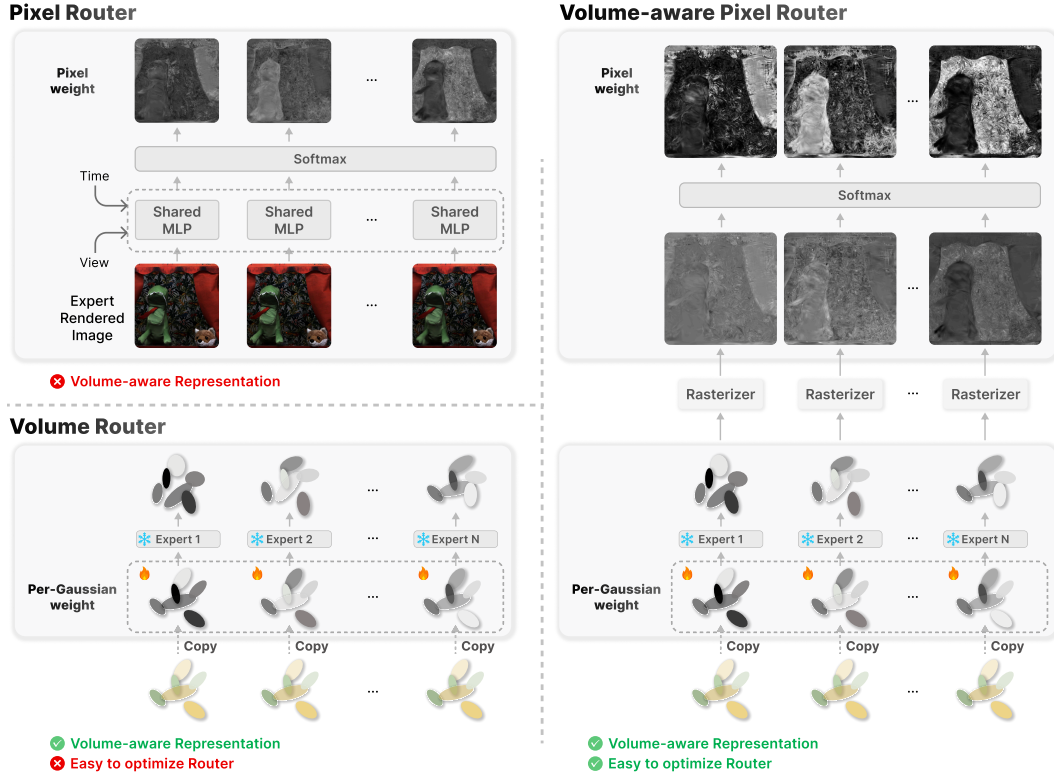 Pixel Router
Pixel
weight
...
Softmax
Time
Shared
MLP
Shared
MLP
...
Shared
MLP
View
Expert
Rendered
Image
...
Volume-aware Representation
Volume Router
...
Expert 1
Expert 2
...
Expert N
Per-Gaussian
weight
...
Copy
Copy
Copy
...
Volume-aware Representation
Easy to optimize Router
Volume-aware Pixel Router
Pixel
weight
...
Softmax
...
Rasterizer
Rasterizer
...
Rasterizer
...
Expert 1
Expert 2
...
Expert N
Per-Gaussian
weight
...
Copy
Copy
Copy
...
Volume-aware Representation
Easy to optimize Router